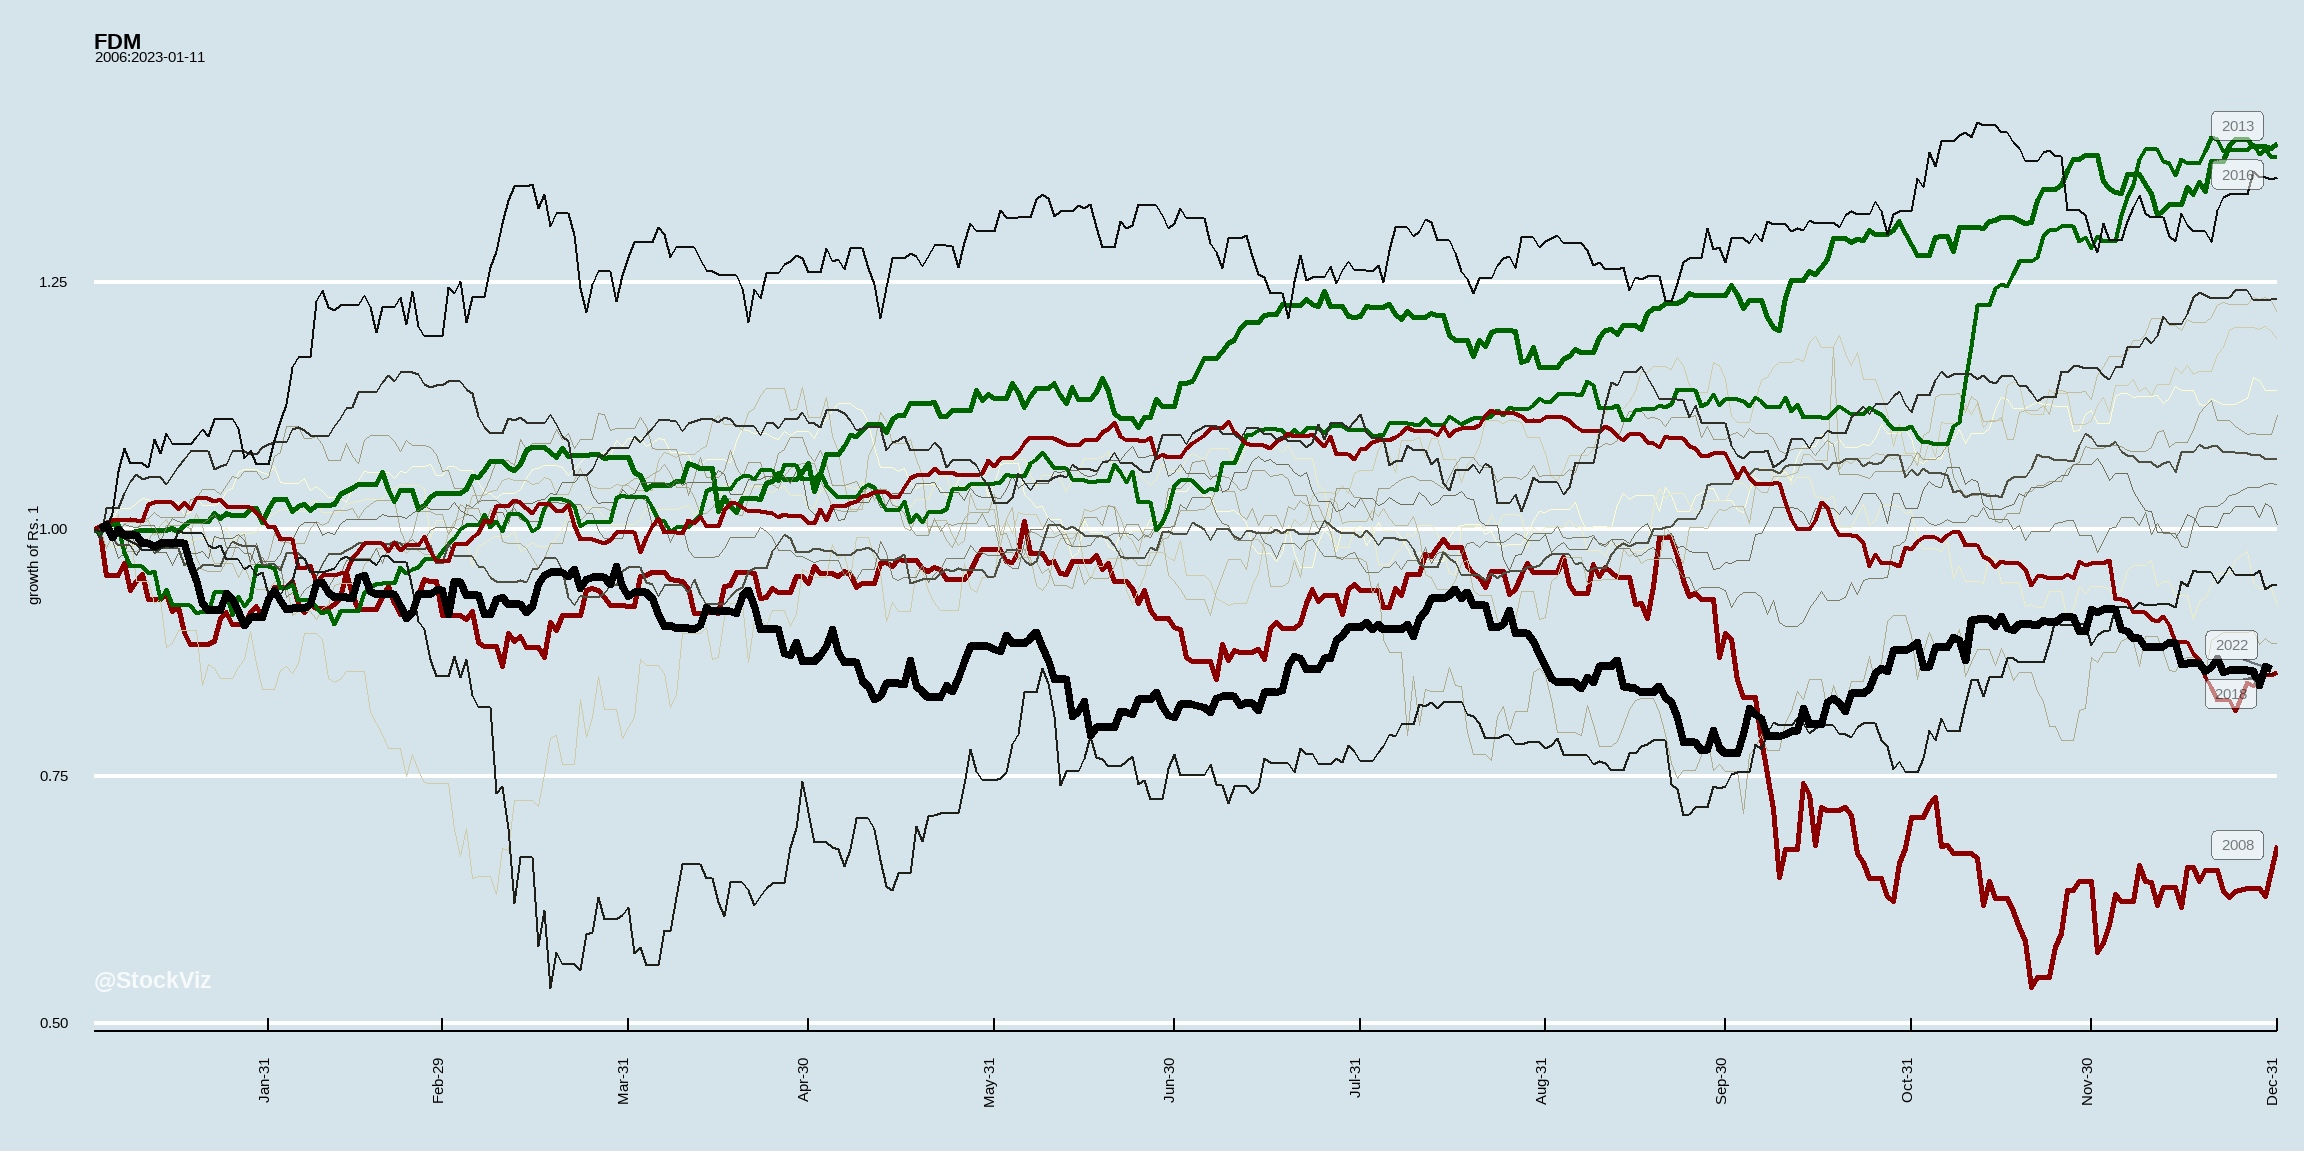 FDM
2006:2023-01-11
2013
2016
1.25
1.00
growth of Rs. 1
2022
2018
0.75
2008
@StockViz
0.50
Jan-31
Feb-29
Mar-31
Apr-30
May-31
Jun-30
Jul-31
Aug-31
Sep-30
Oct-31
Nov-30
Dec-31